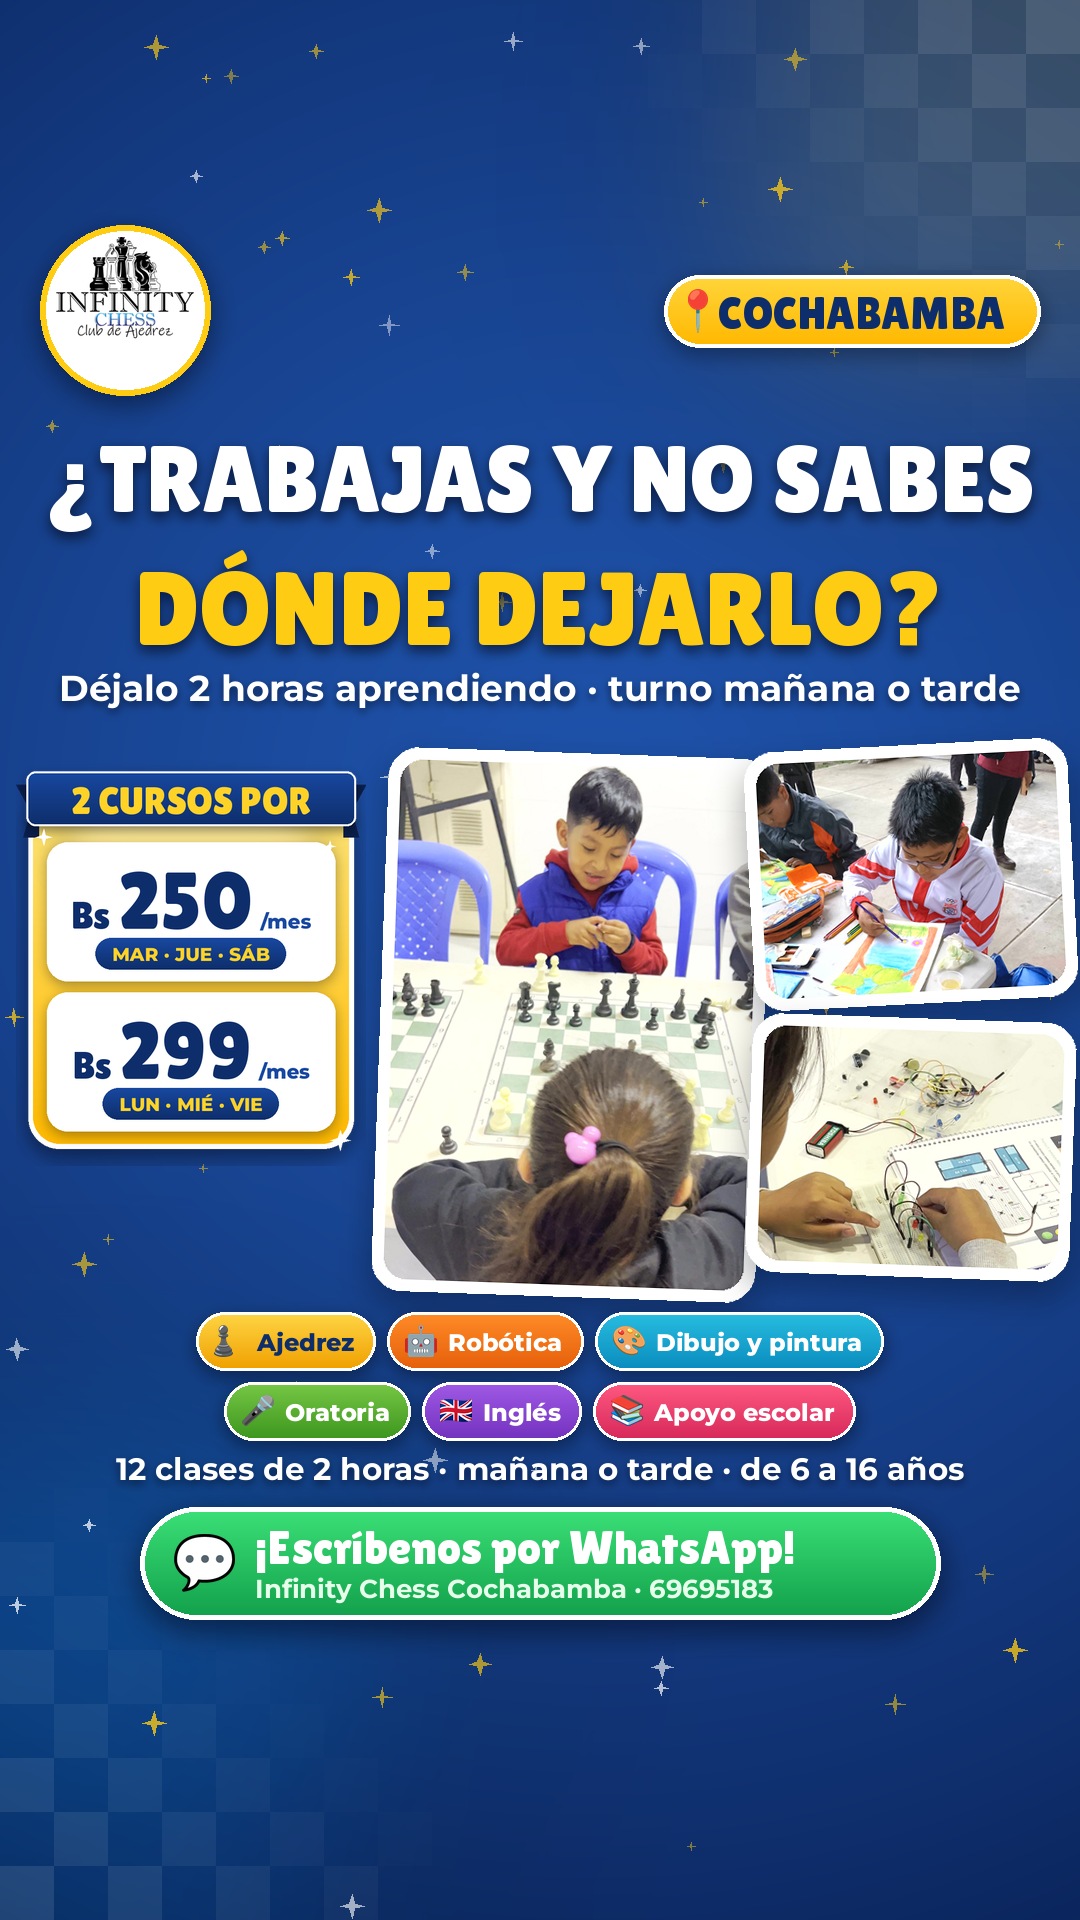 INFINITY
CHESS
Club de Ajedrez
COCHABAMBA
¿TRABAJAS Y NO SABES
DÓNDE DEJARLO?
Déjalo 2 horas aprendiendo · turno mañana o tarde
2 CURSOS POR
Bs 250 /mes
MAR · JUE · SÁB
Bs 299 /mes
LUN · MIÉ · VIE
Ajedrez
Robótica
Dibujo y pintura
Oratoria
Inglés
Apoyo escolar
12 clases de 2 horas · mañana o tarde · de 6 a 16 años
¡Escríbenos por WhatsApp!
Infinity Chess Cochabamba · 69695183